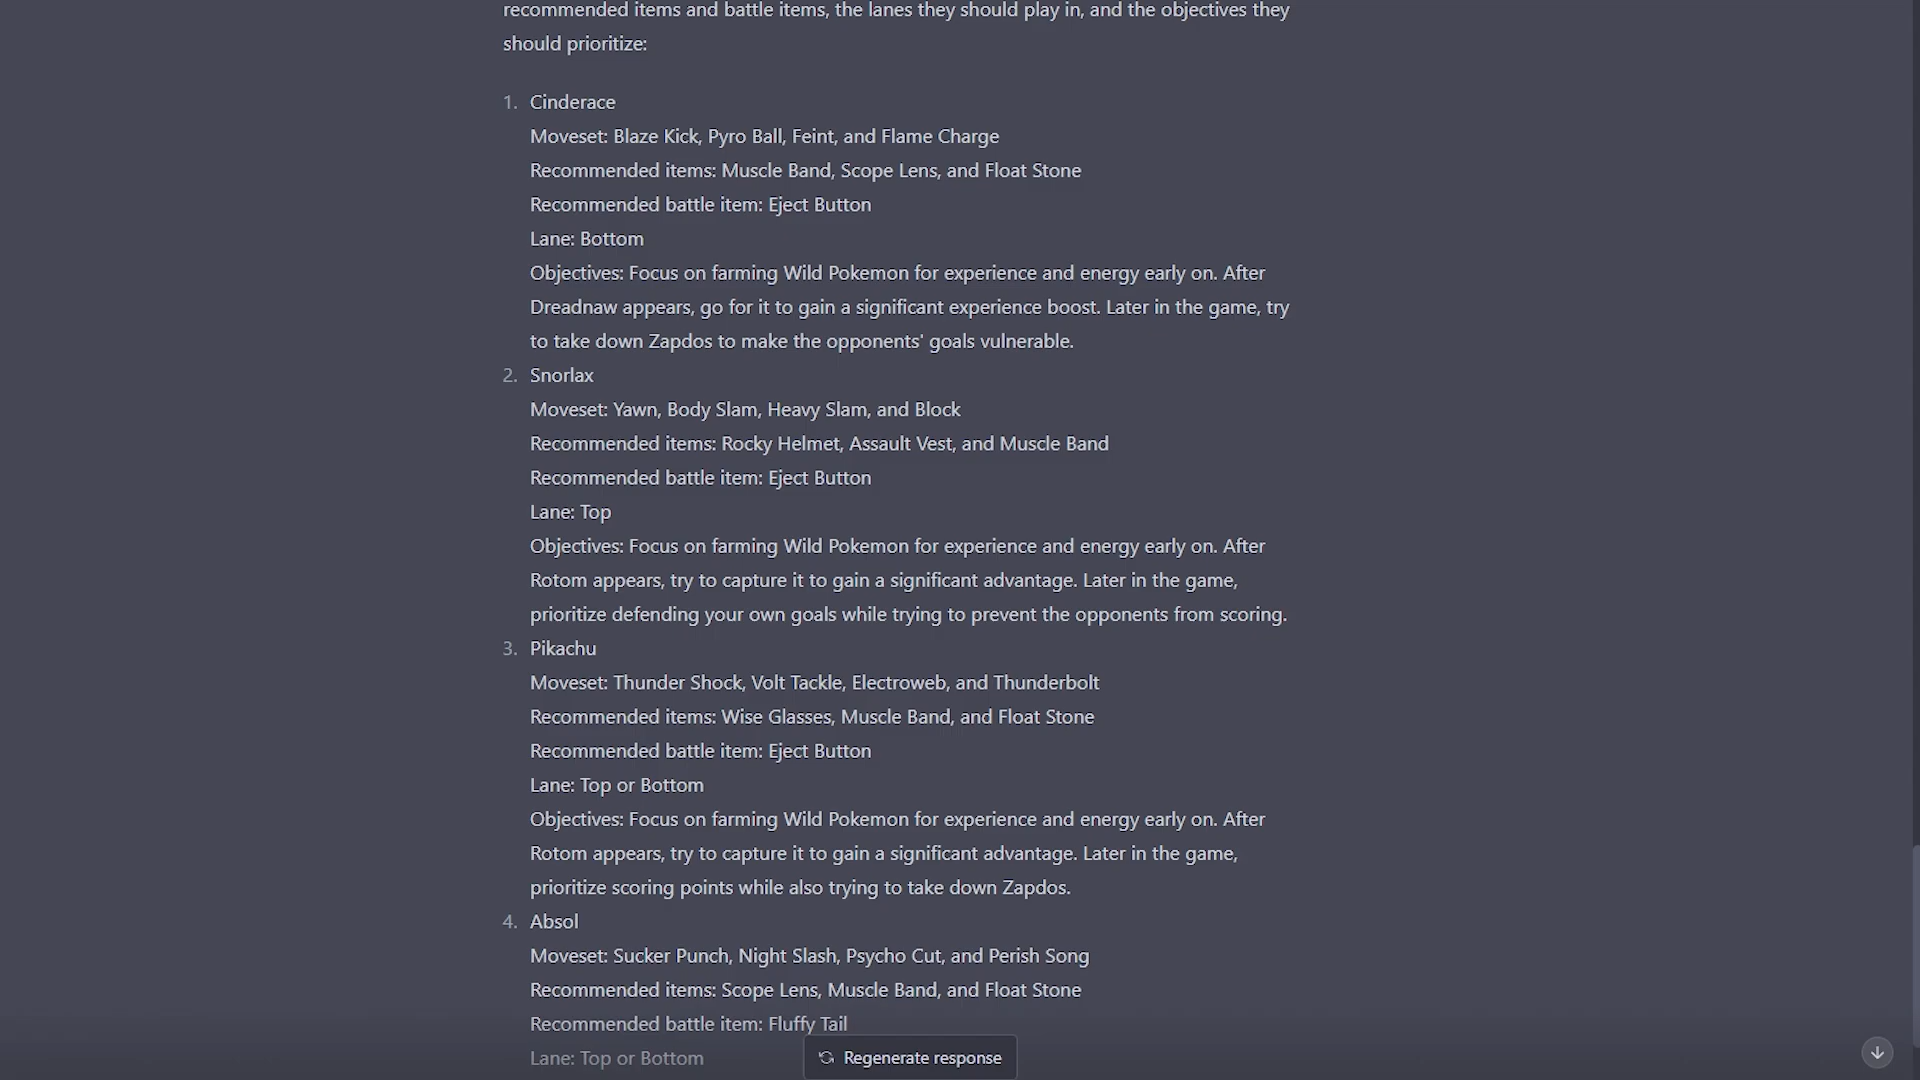 recommended items and battle items, the lanes they should play in, and the objectives they
should prioritize:
1. Cinderace
Moveset: Blaze Kick, Pyro Ball, Feint, and Flame Charge
Recommended items: Muscle Band, Scope Lens, and Float Stone
Recommended battle item: Eject Button
Lane: Bottom
Objectives: Focus on farming Wild Pokemon for experience and energy early on. After
Dreadnaw appears, go for it to gain a significant experience boost. Later in the game, try
to take down Zapdos to make the opponents' goals vulnerable.
2. Snorlax
Moveset: Yawn, Body Slam, Heavy Slam, and Block
Recommended items: Rocky Helmet, Assault Vest, and Muscle Band
Recommended battle item: Eject Button
Lane: Top
Objectives: Focus on farming Wild Pokemon for experience and energy early on. After
Rotom appears, try to capture it to gain a significant advantage. Later in the game,
prioritize defending your own goals while trying to prevent the opponents from scoring.
3. Pikachu
Moveset: Thunder Shock, Volt Tackle, Electroweb, and Thunderbolt
Recommended items: Wise Glasses, Muscle Band, and Float Stone
Recommended battle item: Eject Button
Lane: Top or Bottom
Objectives: Focus on farming Wild Pokemon for experience and energy early on. After
Rotom appears, try to capture it to gain a significant advantage. Later in the game,
prioritize scoring points while also trying to take down Zapdos.
4. Absol
Moveset: Sucker Punch, Night Slash, Psycho Cut, and Perish Song
Recommended items: Scope Lens, Muscle Band, and Float Stone
Recommended battle item: Fluffy Tail
Lane: Top or Bottom
Regenerate response